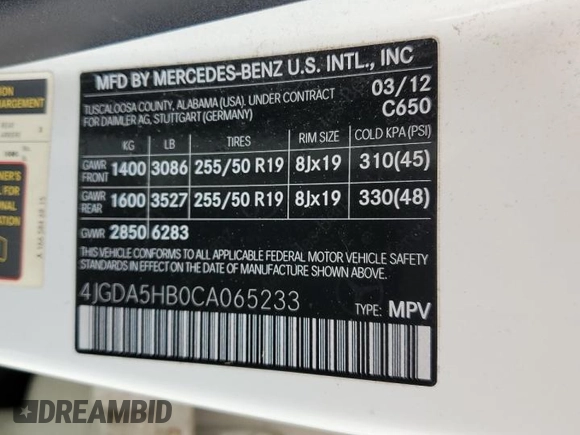 MFD BY MERCEDES-BENZ U.S. INTL., INC
TUSCALOOSA COUNTY, ALABAMA (USA). UNDER CONTRACT
FOR DAIMLER AG, STUTTGART (GERMANY)
03/12
C650
KG LB TIRES RIM SIZE COLD KPA (PSI)
GAWR FRONT 1400 3086 255/50 R19 8Jx19 310(45)
GAWR REAR 1600 3527 255/50 R19 8Jx19 330(48)
GVWR 2850 6283
THIS VEHICLE CONFORMS TO ALL APPLICABLE FEDERAL MOTOR VEHICLE SAFETY
STANDARDS IN EFFECT ON THE DATE OF MANUFACTURE SHOWN ABOVE.
4JGDA5HB0CA065233
TYPE: MPV
DREAMBID